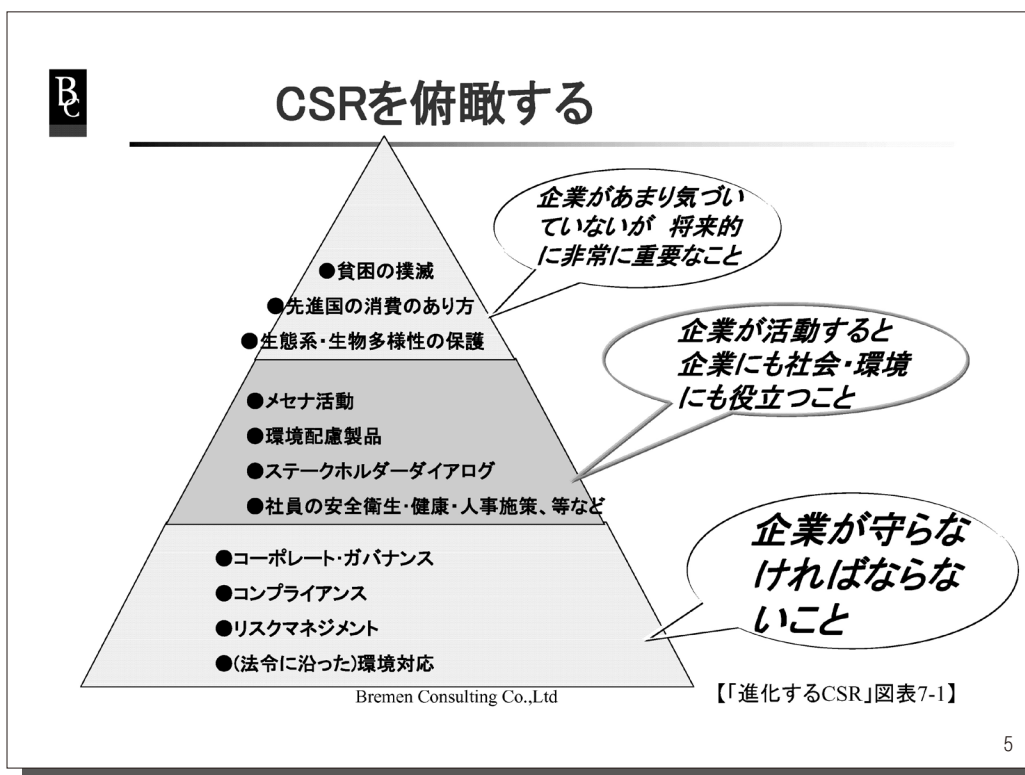 BC
CSRを俯瞰する
企業があまり気づい
ていないが 将来的
に非常に重要なこと
●貧困の撲滅
●先進国の消費のあり方
●生態系・生物多様性の保護
企業が活動すると
企業にも社会・環境
にも役立つこと
●メセナ活動
●環境配慮製品
●ステークホルダーダイアログ
●社員の安全衛生・健康・人事施策、等など
企業が守らな
ければならな
いこと
●コーポレート・ガバナンス
●コンプライアンス
●リスクマネジメント
●(法令に沿った)環境対応
Bremen Consulting Co.,Ltd
【「進化するCSR」図表7-1】
5